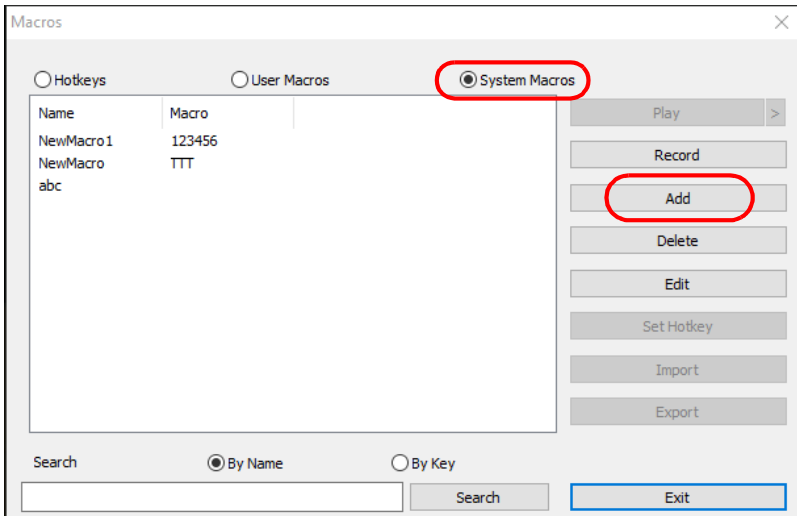 Macros
Hotkeys User Macros System Macros
Name Macro Play >
NewMacro1 123456
NewMacro TTT Record
abc Add
Delete
Edit
Set Hotkey
Import
Export
Search By Name By Key
Search Exit